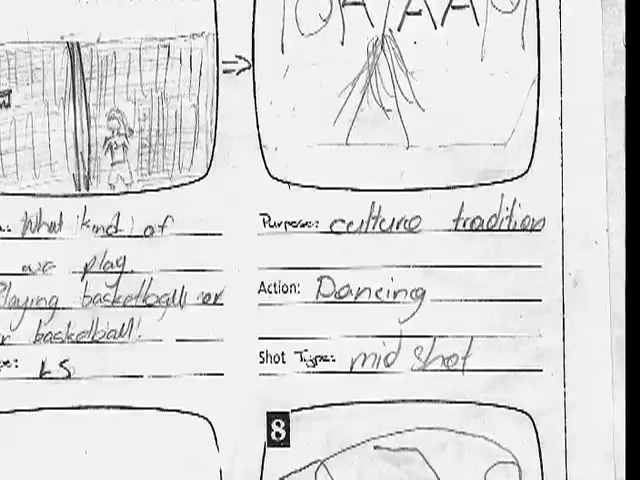 What kind of
we play
Playing basketball or
basketball.
LS
Purpose: culture tradition
Action: Dancing
Shot Type: mid shot
8